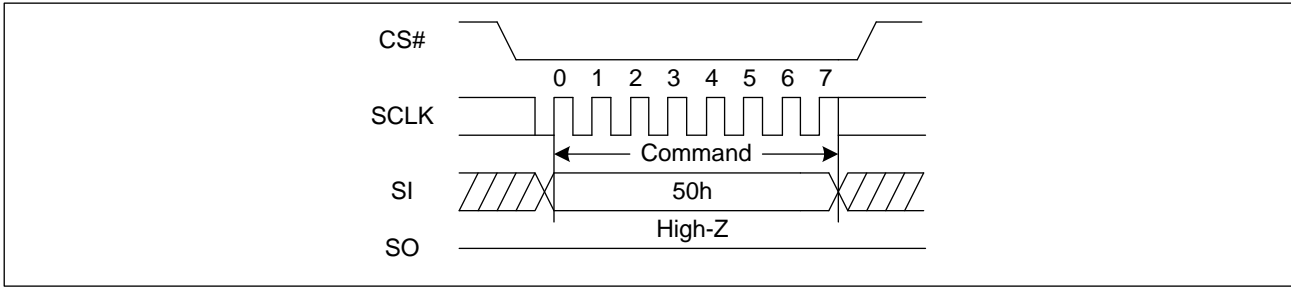 CS#
0 1 2 3 4 5 6 7
SCLK
Command
SI
50h
High-Z
SO